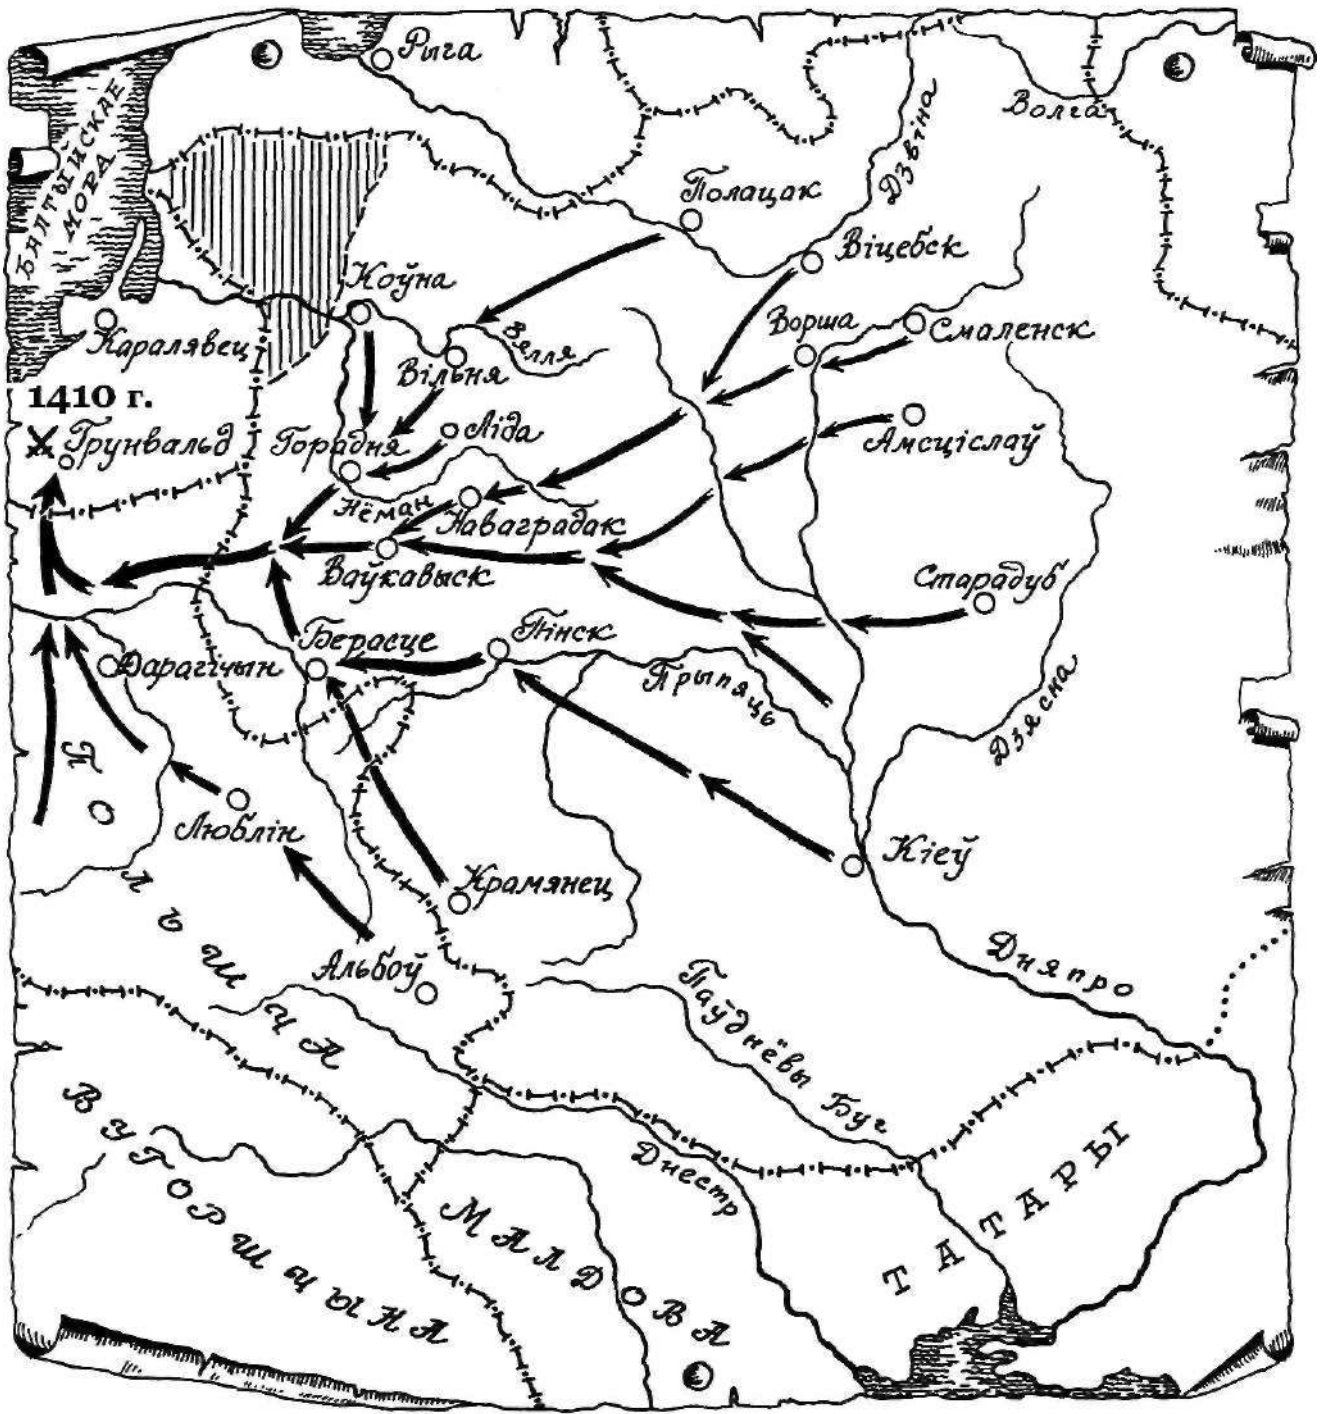 Рыга
БАЛТЫЙСКАЕ
МОРА
Волга
Дзвіна
Полацак
Віцебск
Коўна
Ворша
Смаленск
Каралявец
Вялля
Вільня
1410 г.
Грунвальд
Горадня
Ліда
Амсціслаў
Нёман
Наваградак
Ваўкавыск
Старадуб
Берасце
Пінск
Дарагічын
Прыпяць
Дзясна
ПОЛЬШЧА
Люблін
Кіеў
Крамянец
Альбоў
Дняпро
Паўднёвы Буг
ВУГОРШЧЫНА
Днестр
МАЛДОВА
ТАТАРЫ